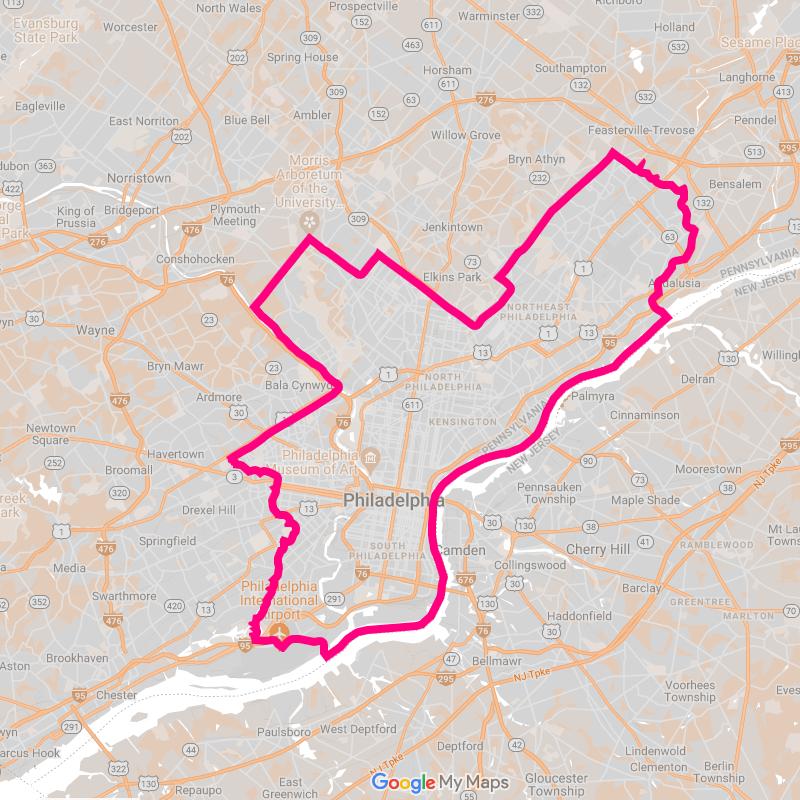 113
North Wales
Richboro
Warminster
332
Evansburg
State Park
Worcester
152
611
Bryn Athyn
Holland
309
463
532
Sesame Place
202
Spring House
Horsham
Southampton
Langhorne
Eagleville
309
611
132
413
63
276
532
East Norriton
Blue Bell
Ambler
152
Penndel
202
Willow Grove
Feasterville-Trevose
295
363
Morris
Arboretum
of the
University...
Bryn Athyn
513
422
Norristown
232
Bensalem
King of
Prussia
Bridgeport
Plymouth
Meeting
309
132
476
Jenkintown
63
276
Conshohocken
73
1
PENNSYLVANIA
NEW JERSEY
76
Elkins Park
Andalusia
23
NORTHEAST
PHILADELPHIA
30
Wayne
1
13
95
Bryn Mawr
13
130
23
1
NORTH
PHILADELPHIA
Delran
476
Ardmore
Bala Cynwyd
30
611
Palmyra
Cinnaminson
Newtown
Square
76
KENSINGTON
PENNSYLVANIA
NEW JERSEY
252
Havertown
Philadelphia
Museum of Art
295
Broomall
3
90
73
Moorestown
NJ Tpke
320
Philadelphia
Pennsauken
Township
38
Drexel Hill
13
Maple Shade
1
30
130
38
476
Springfield
SOUTH
PHILADELPHIA
Camden
Cherry Hill
41
RAMBLEWOOD
Media
76
676
Collingswood
Swarthmore
Philadelphia
International
Airport
30
Barclay
352
420
13
291
130
GREENTREE
MARLTON
Haddonfield
70
30
95
76
Brookhaven
47
Bellmawr
Aston
Chester
295
NJ Tpke
Voorhees
Township
291
Paulsboro
West Deptford
44
Deptford
42
Lindenwold
322
NJ Tpke
Clementon
Berlin
Township
130
Repaupo
East
Greenwich
Google My Maps
55
Gloucester
Township
73